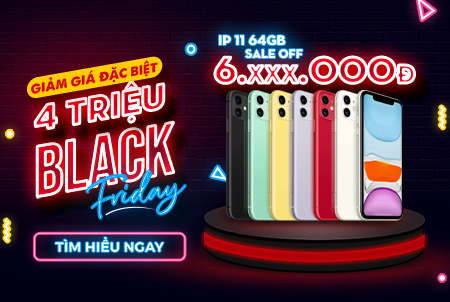 GIẢM GIÁ ĐẶC BIỆT
4 TRIỆU
BLACK
Friday
TÌM HIỂU NGAY
IP 11 64GB
SALE OFF
6.xxx.000Đ